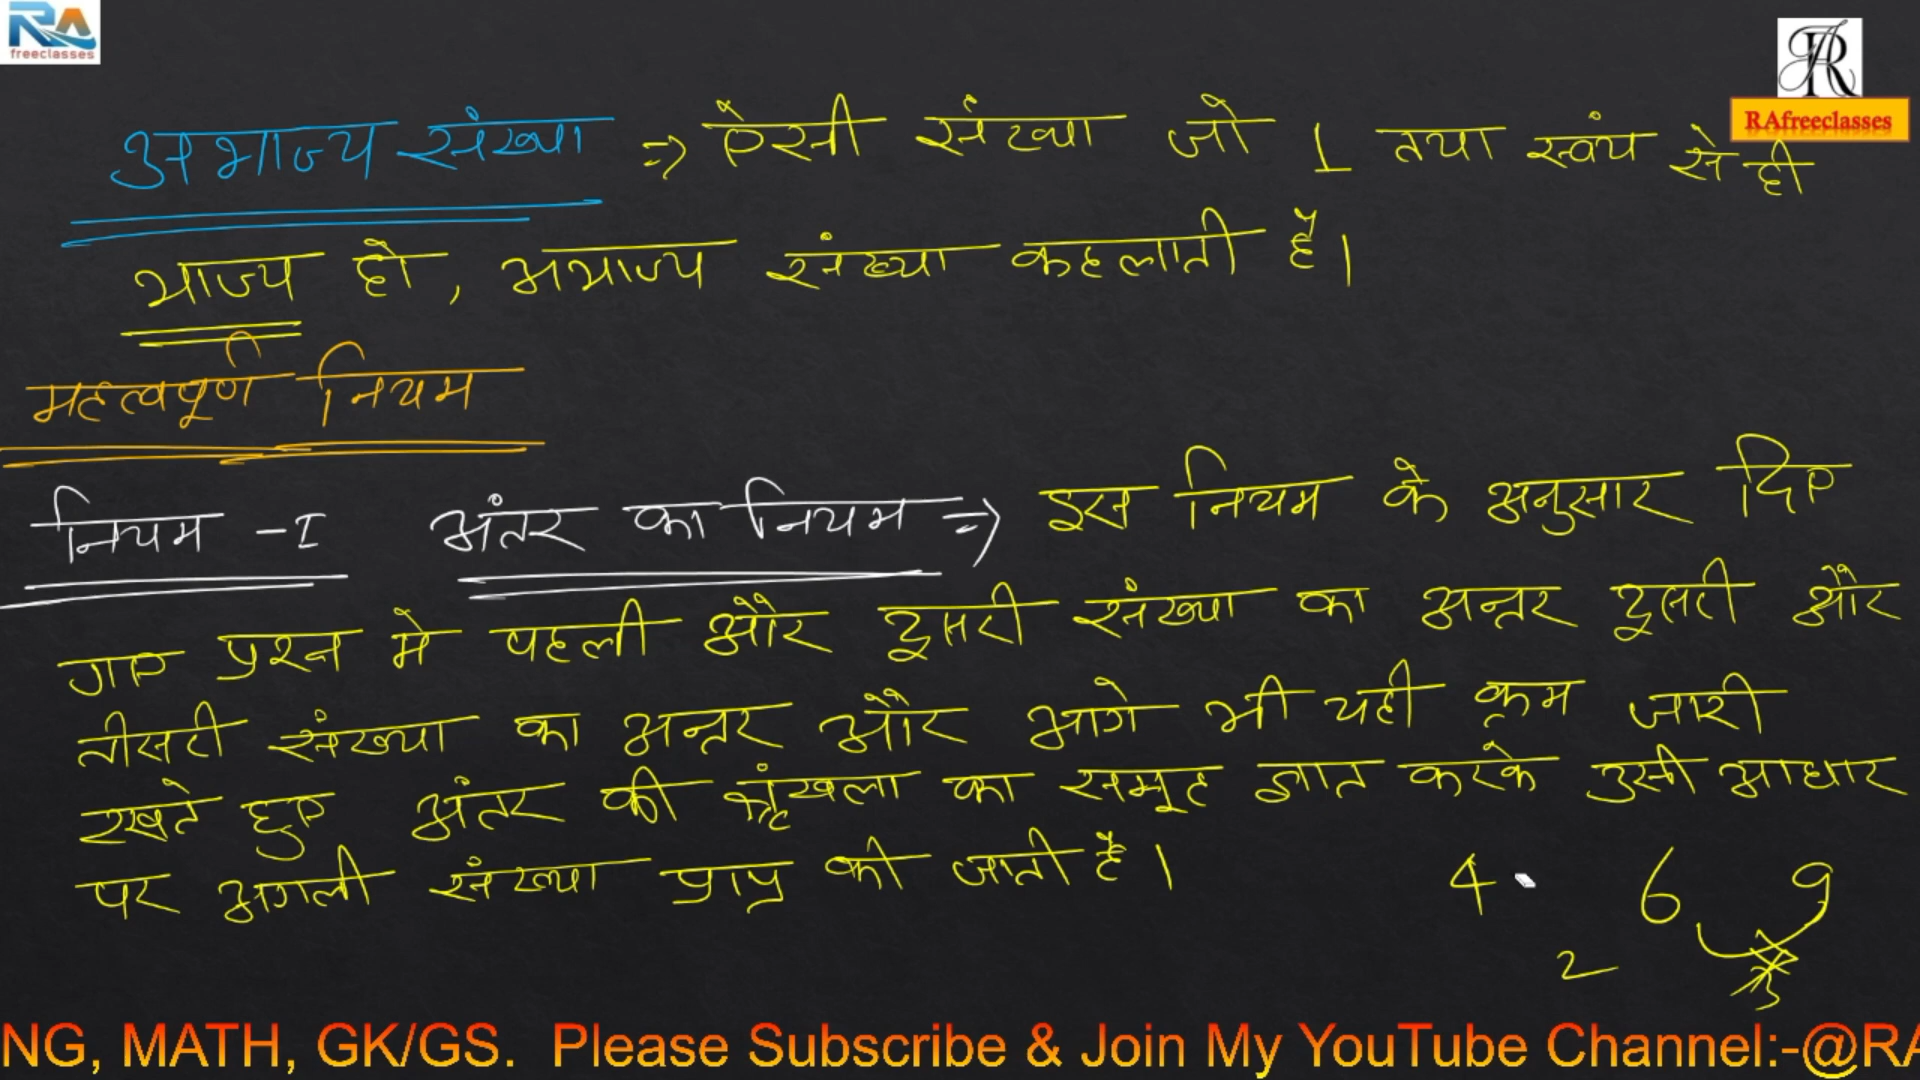 RA
freeclasses
RAfreeclasses
अभाज्य संख्या => ऐसी संख्या जो 1 तथा स्वंय से ही
भाज्य हो, अभाज्य संख्या कहलाती है।
महत्वपूर्ण नियम
नियम -I अंतर का नियम => इस नियम के अनुसार दिए
गए प्रश्न मे पहली और दुसरी संख्या का अन्तर दूसरी और
तीसरी संख्या का अन्तर और आगे भी यही क्रम जारी
रखते हुए अंतर की श्रृंखला का समूह ज्ञात करके उसी आधार
पर अगली संख्या प्राप्त की जाती है।
4 6 9
2
NG, MATH, GK/GS. Please Subscribe & Join My YouTube Channel:-@RA